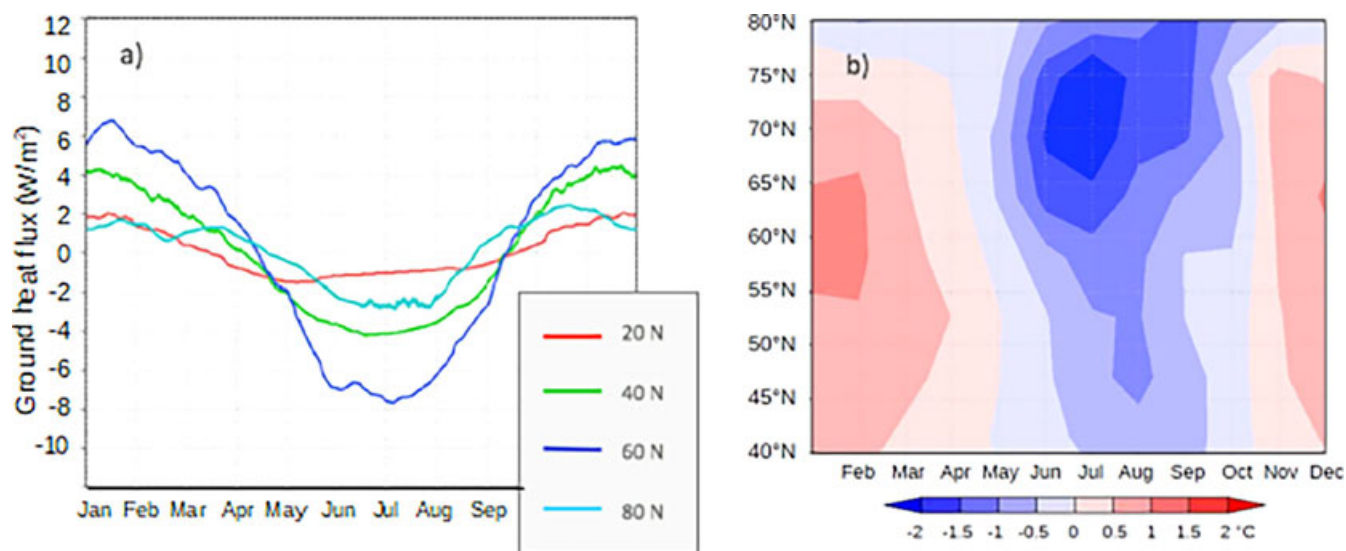 a)
Ground heat flux (W/m²)
12
10
8
6
4
2
0
-2
-4
-6
-8
-10
Jan Feb Mar Apr May Jun Jul Aug Sep
20 N
40 N
60 N
80 N
b)
80°N
75°N
70°N
65°N
60°N
55°N
50°N
45°N
40°N
Feb Mar Apr May Jun Jul Aug Sep Oct Nov Dec
-2 -1.5 -1 -0.5 0 0.5 1 1.5 2 °C